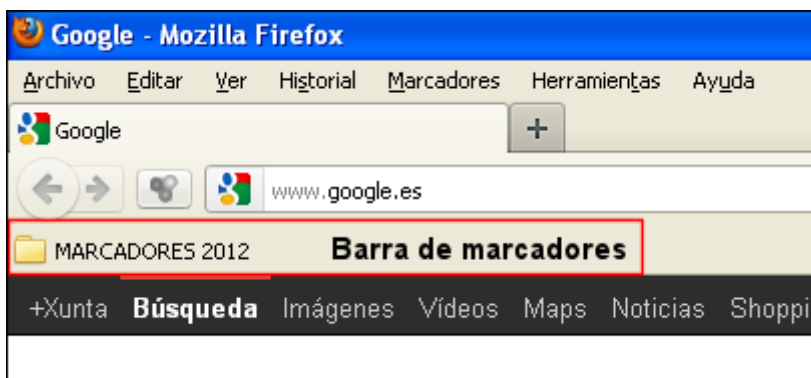 Google - Mozilla Firefox
Archivo Editar Ver Historial Marcadores Herramientas Ayuda
Google
www.google.es
MARCADORES 2012 Barra de marcadores
+Xunta Búsqueda Imágenes Vídeos Maps Noticias Shoppi